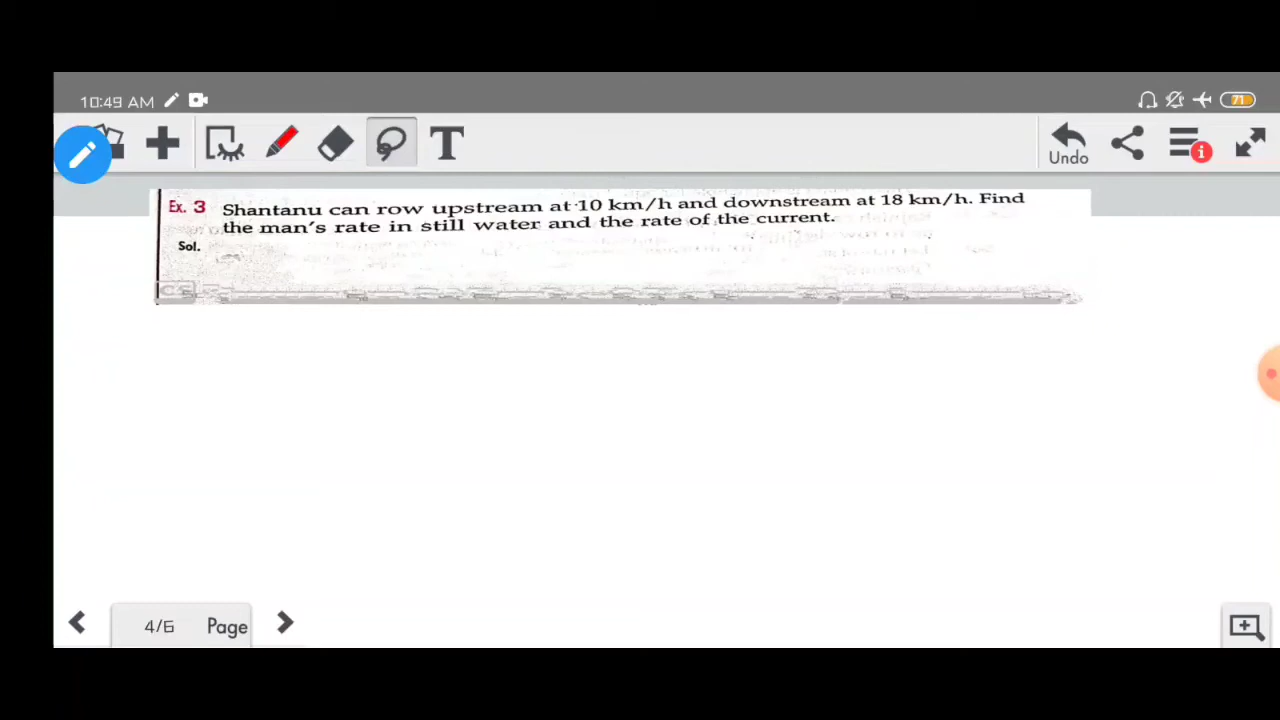 10:49 AM
71
T
Undo
i
Ex. 3 Shantanu can row upstream at 10 km/h and downstream at 18 km/h. Find
the man's rate in still water and the rate of the current.
Sol.
4/6 Page